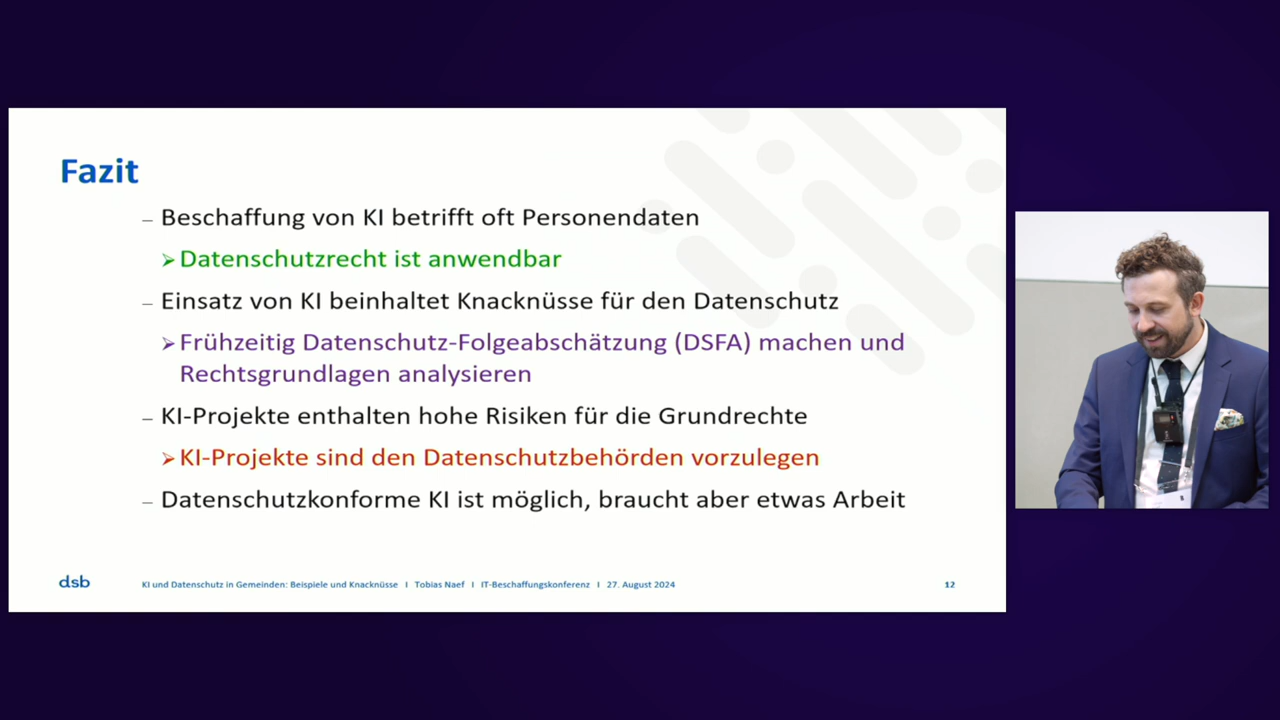 Fazit
– Beschaffung von KI betrifft oft Personendaten
➢ Datenschutzrecht ist anwendbar
– Einsatz von KI beinhaltet Knacknüsse für den Datenschutz
➢ Frühzeitig Datenschutz-Folgeabschätzung (DSFA) machen und
Rechtsgrundlagen analysieren
– KI-Projekte enthalten hohe Risiken für die Grundrechte
➢ KI-Projekte sind den Datenschutzbehörden vorzulegen
– Datenschutzkonforme KI ist möglich, braucht aber etwas Arbeit
dsb KI und Datenschutz in Gemeinden: Beispiele und Knacknüsse I Tobias Naef I IT-Beschaffungskonferenz I 27. August 2024 12